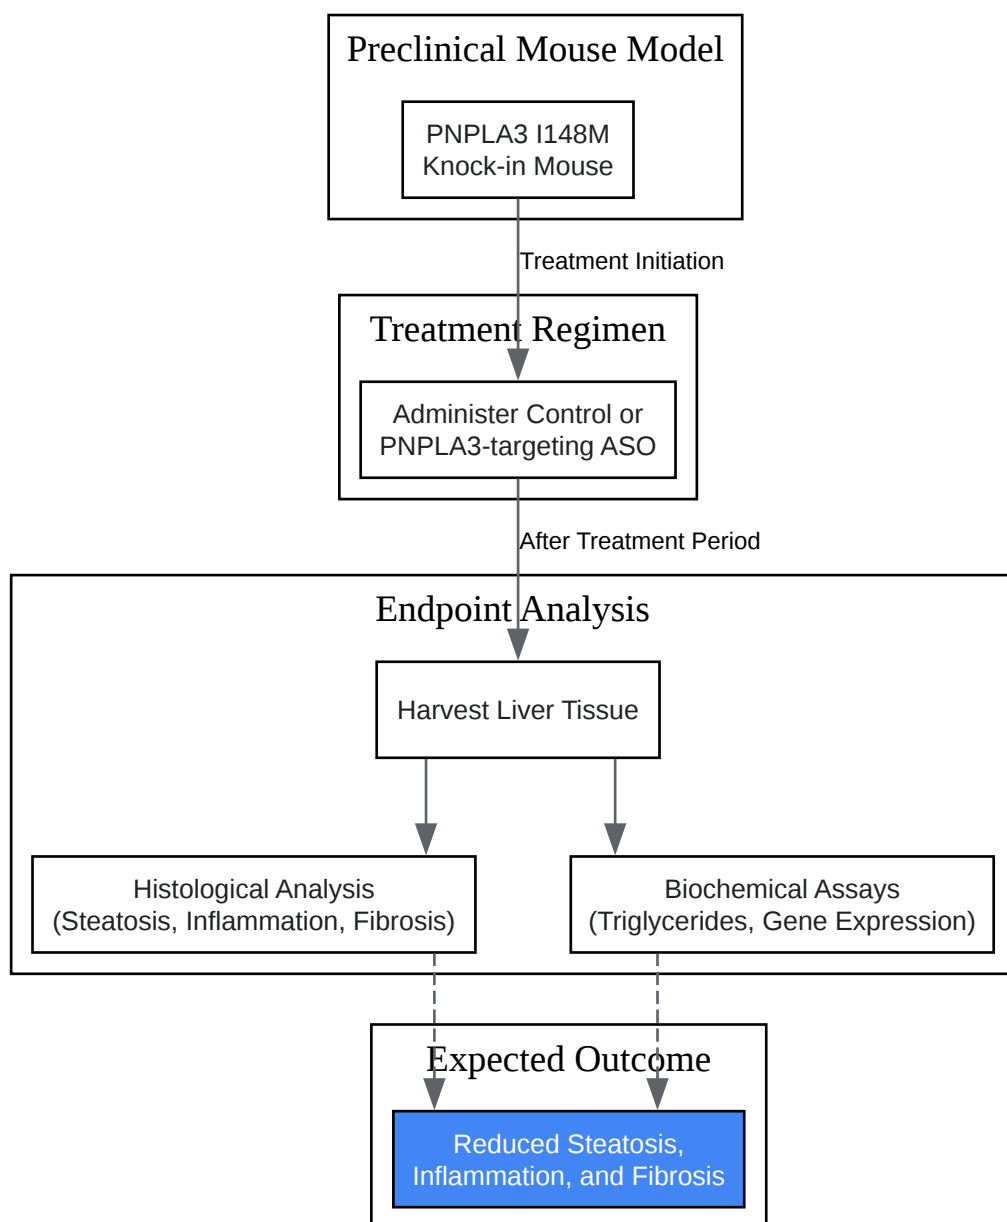 Preclinical Mouse Model
PNPLA3 I148M
Knock-in Mouse
Treatment Initiation
Treatment Regimen
Administer Control or
PNPLA3-targeting ASO
After Treatment Period
Endpoint Analysis
Harvest Liver Tissue
Histological Analysis
(Steatosis, Inflammation, Fibrosis)
Biochemical Assays
(Triglycerides, Gene Expression)
Expected Outcome
Reduced Steatosis,
Inflammation, and Fibrosis